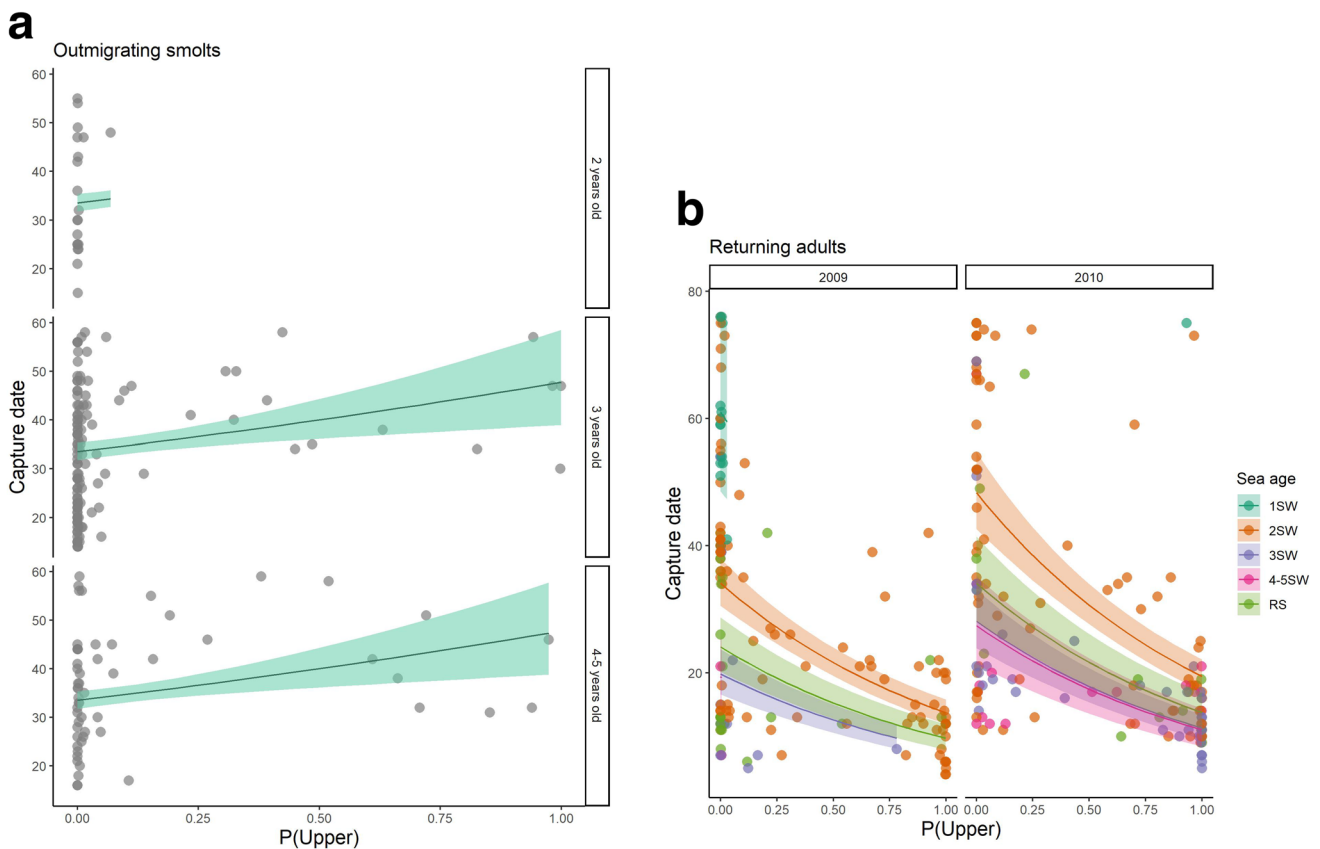 a
Outmigrating smolts
60
50
40
30
20
2 years old
60
50
40
30
20
3 years old
60
50
40
30
20
4-5 years old
Capture date
0.00 0.25 0.50 0.75 1.00
P(Upper)
b
Returning adults
2009 2010
80
60
40
20
Capture date
0.00 0.25 0.50 0.75 1.00 0.00 0.25 0.50 0.75 1.00
P(Upper)
Sea age
1SW
2SW
3SW
4-5SW
RS